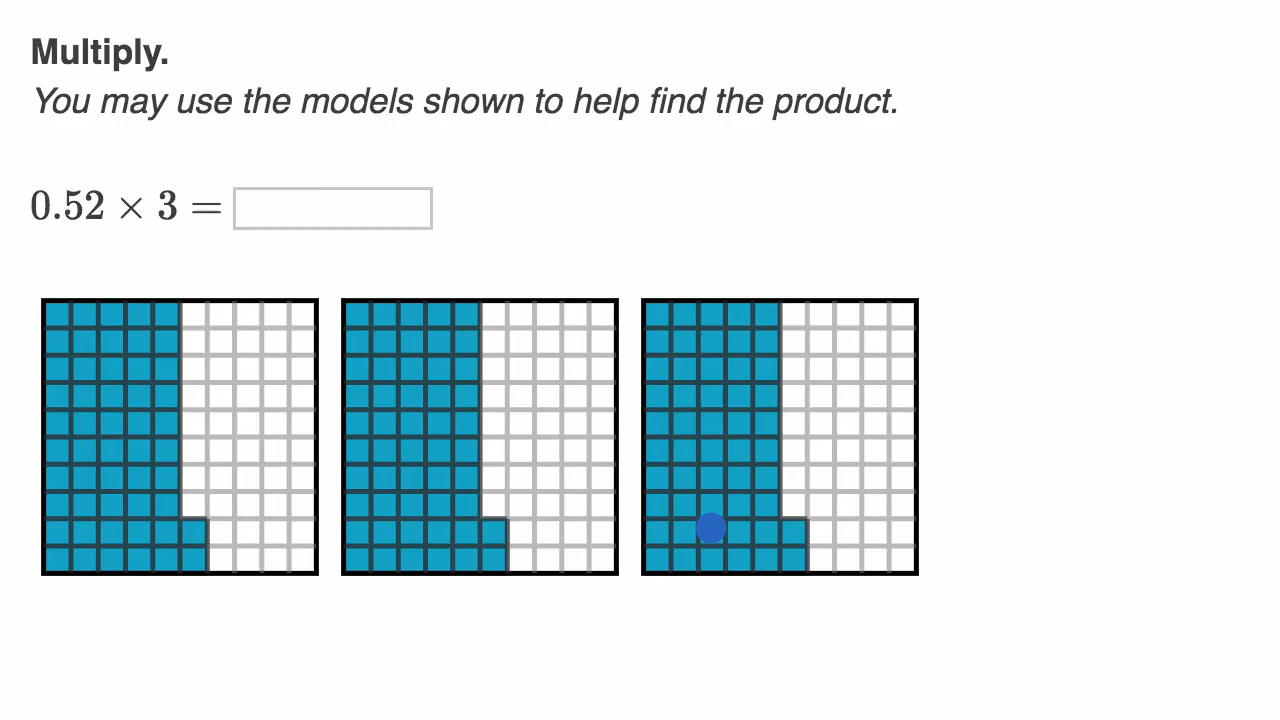 Multiply.
You may use the models shown to help find the product.
0.52 × 3 =